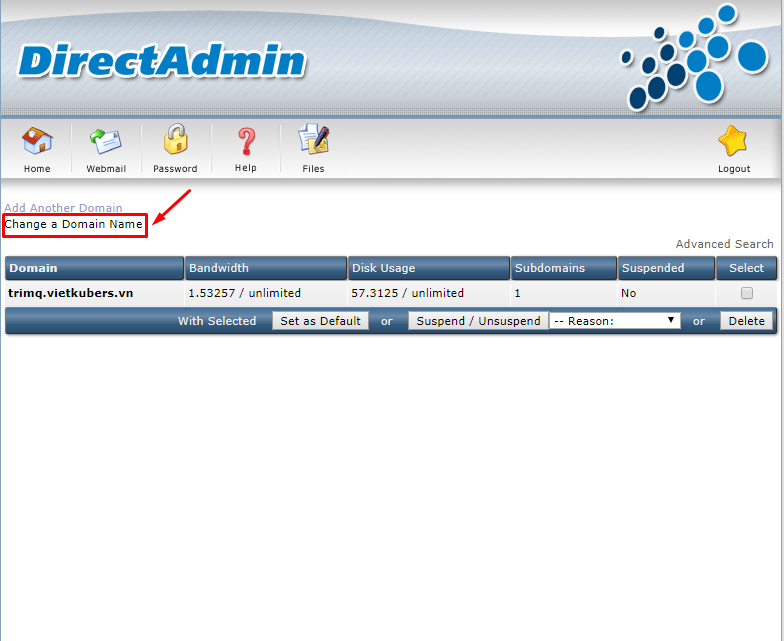 DirectAdmin
Home Webmail Password Help Files Logout
Add Another Domain
Change a Domain Name
Advanced Search
Domain Bandwidth Disk Usage Subdomains Suspended Select
trimq.vietkubers.vn 1.53257 / unlimited 57.3125 / unlimited 1 No
With Selected Set as Default or Suspend / Unsuspend -- Reason: or Delete